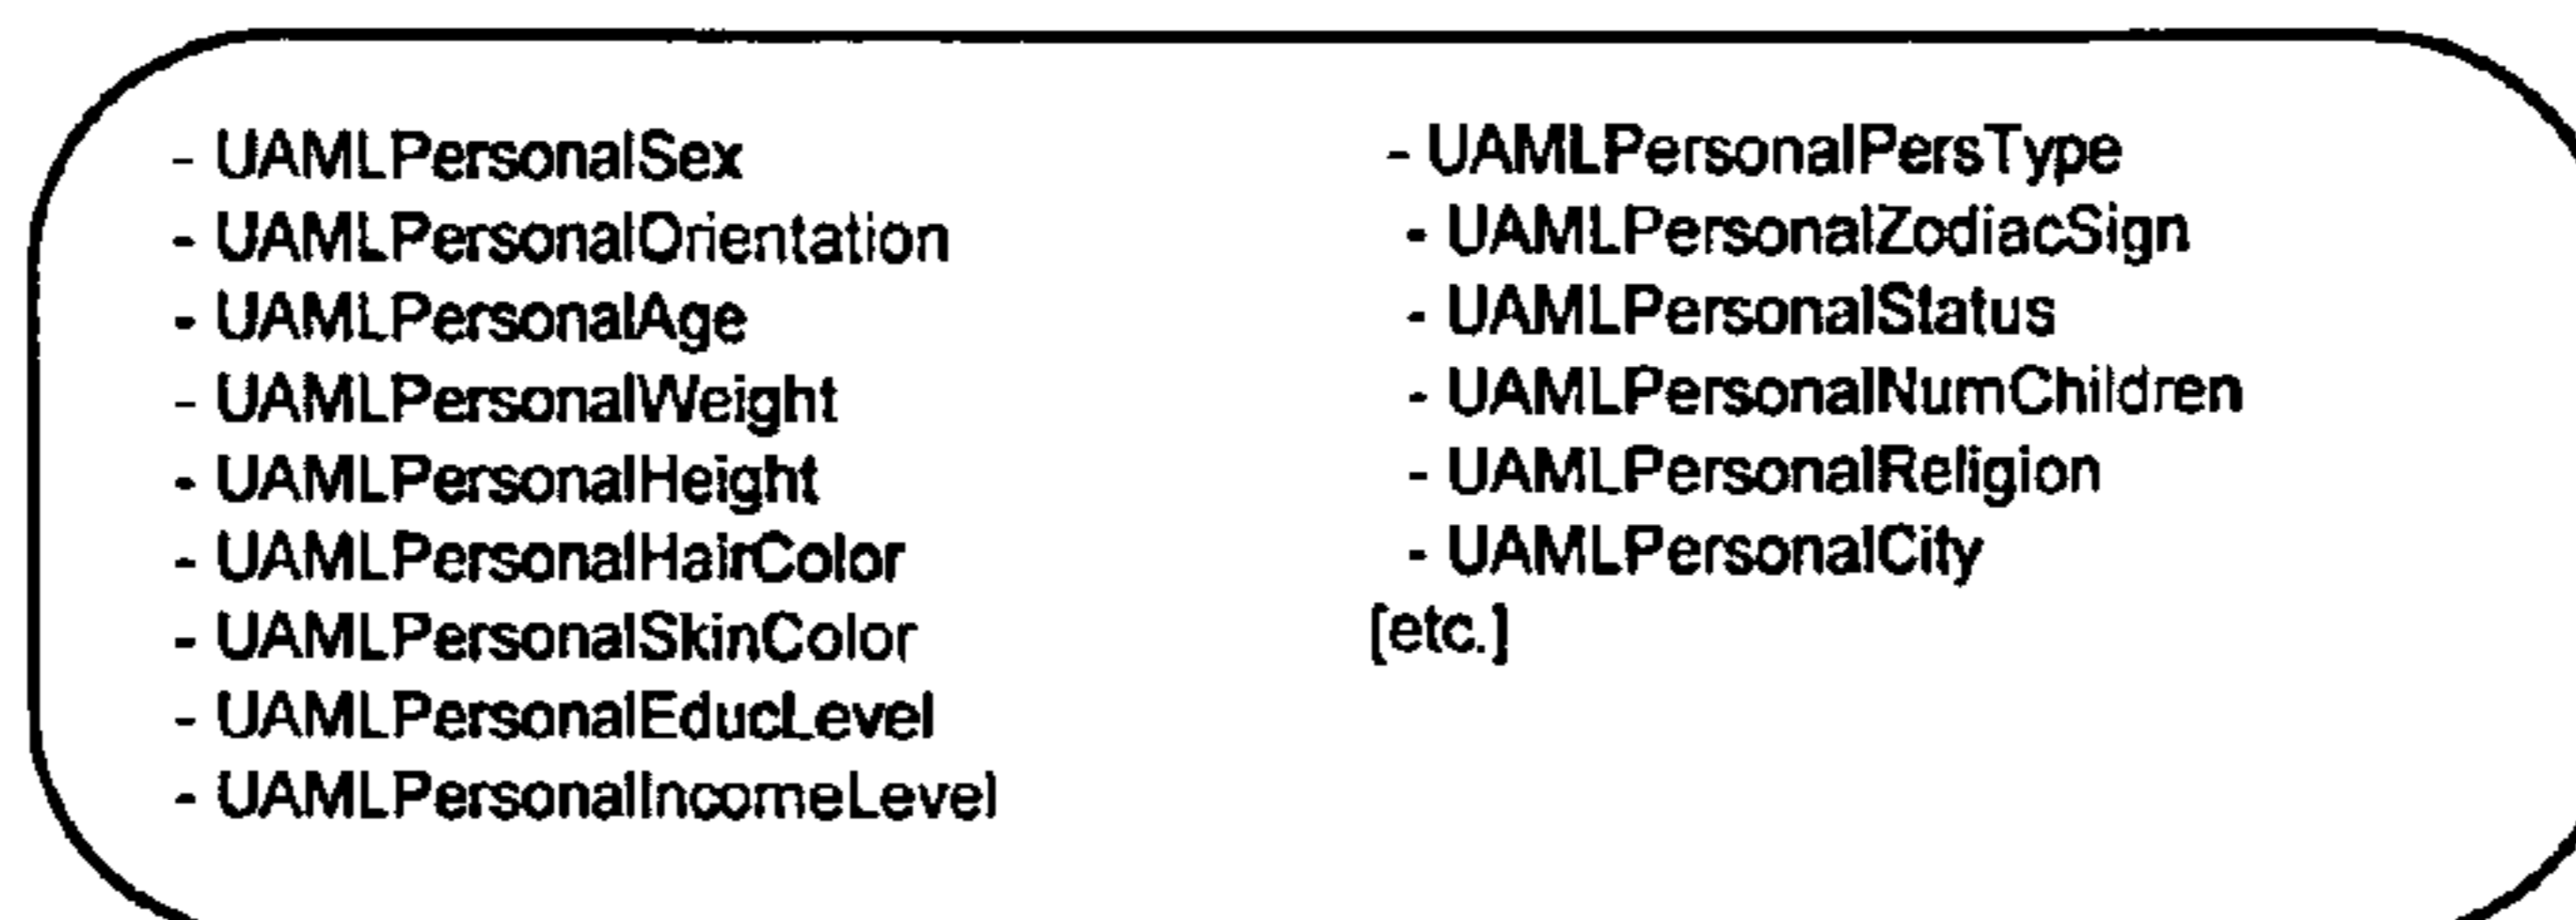 - UAMLPersonalSex
- UAMLPersonalOrientation
- UAMLPersonalAge
- UAMLPersonalWeight
- UAMLPersonalHeight
- UAMLPersonalHairColor
- UAMLPersonalSkinColor
- UAMLPersonalEducLevel
- UAMLPersonalIncomeLevel
- UAMLPersonalPersType
- UAMLPersonalZodiacSign
- UAMLPersonalStatus
- UAMLPersonalNumChildren
- UAMLPersonalReligion
- UAMLPersonalCity
[etc.]